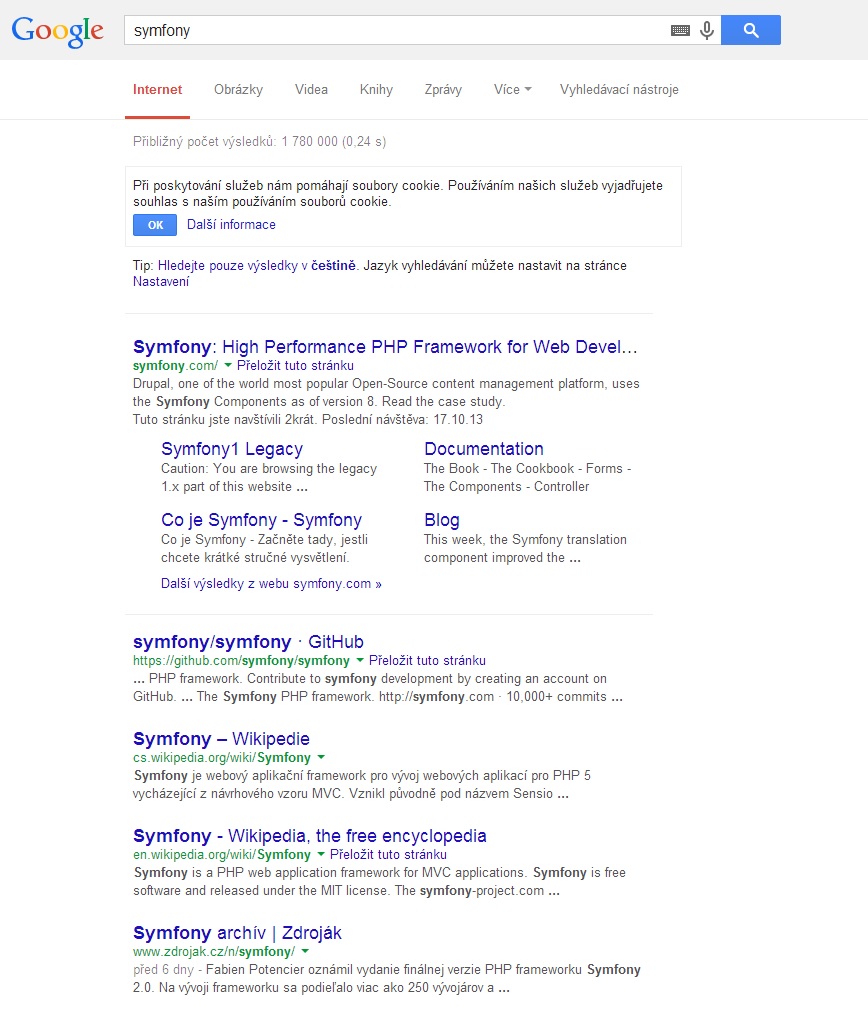 Google
symfony
Internet Obrázky Videa Knihy Zprávy Více Vyhledávací nástroje
Přibližný počet výsledků: 1 780 000 (0,24 s)
Při poskytování služeb nám pomáhají soubory cookie. Používáním našich služeb vyjadřujete
souhlas s naším používáním souborů cookie.
OK Další informace
Tip: Hledejte pouze výsledky v češtině. Jazyk vyhledávání můžete nastavit na stránce
Nastavení
Symfony: High Performance PHP Framework for Web Devel...
symfony.com/ Přeložit tuto stránku
Drupal, one of the world most popular Open-Source content management platform, uses
the Symfony Components as of version 8. Read the case study.
Tuto stránku jste navštívili 2krát. Poslední návštěva: 17.10.13
Symfony1 Legacy
Caution: You are browsing the legacy
1.x part of this website ...
Documentation
The Book - The Cookbook - Forms -
The Components - Controller
Co je Symfony - Symfony
Co je Symfony - Začněte tady, jestli
chcete krátké stručné vysvětlení.
Blog
This week, the Symfony translation
component improved the ...
Další výsledky z webu symfony.com »
symfony/symfony · GitHub
https://github.com/symfony/symfony Přeložit tuto stránku
... PHP framework. Contribute to symfony development by creating an account on
GitHub. ... The Symfony PHP framework. http://symfony.com · 10,000+ commits ...
Symfony – Wikipedie
cs.wikipedia.org/wiki/Symfony
Symfony je webový aplikační framework pro vývoj webových aplikací pro PHP 5
vycházející z návrhového vzoru MVC. Vznikl původně pod názvem Sensio ...
Symfony - Wikipedia, the free encyclopedia
en.wikipedia.org/wiki/Symfony Přeložit tuto stránku
Symfony is a PHP web application framework for MVC applications. Symfony is free
software and released under the MIT license. The symfony-project.com ...
Symfony archív | Zdroják
www.zdrojak.cz/n/symfony/
před 6 dny - Fabien Potencier oznámil vydanie finálnej verzie PHP frameworku Symfony
2.0. Na vývoji frameworku sa podieľalo viac ako 250 vývojárov a ...